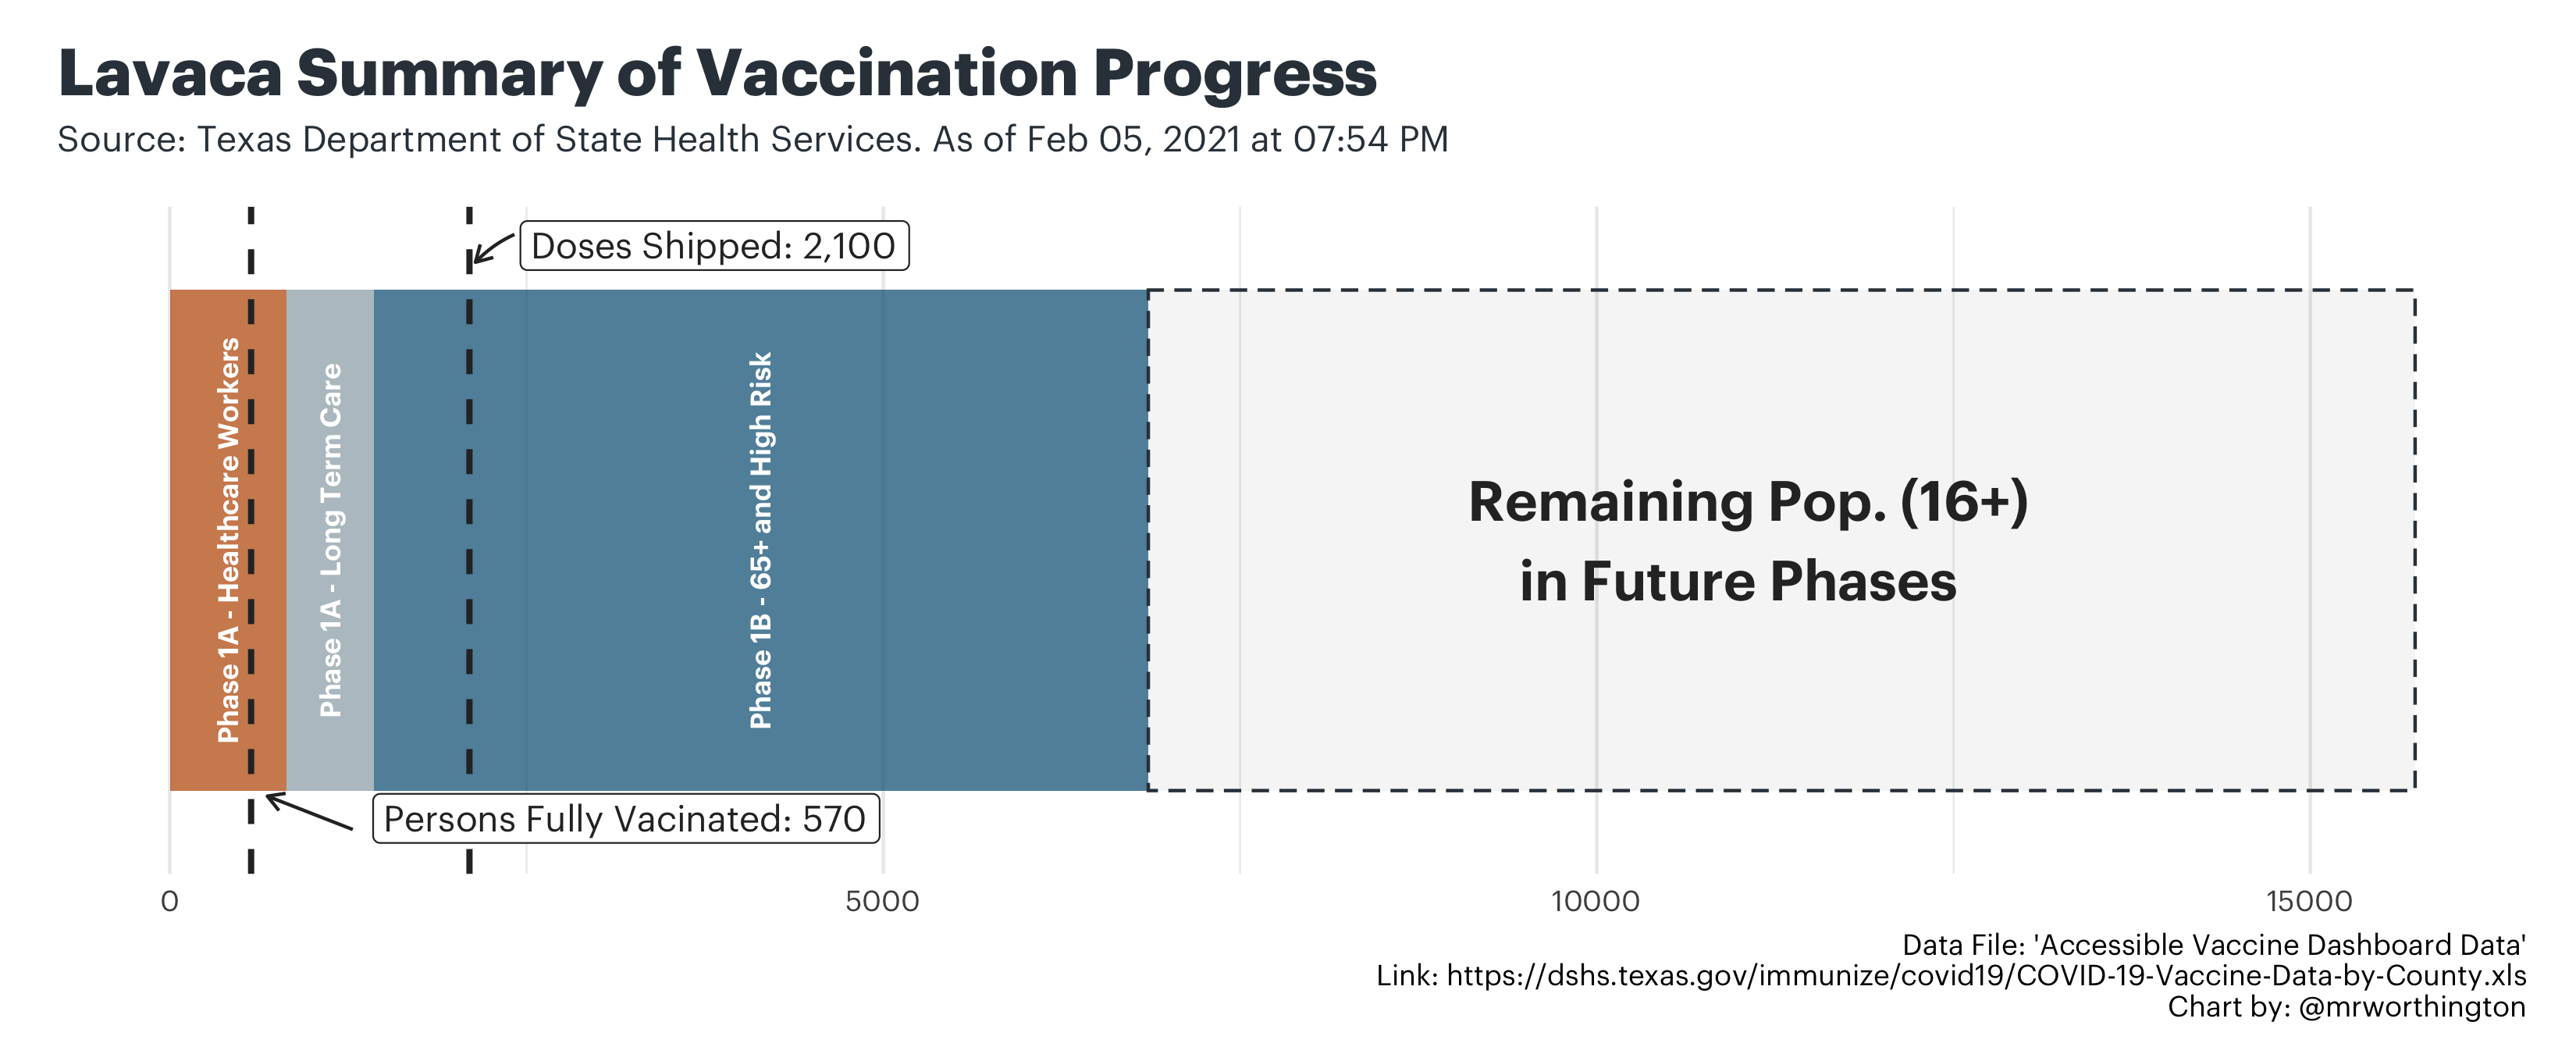 Lavaca Summary of Vaccination Progress
Source: Texas Department of State Health Services. As of Feb 05, 2021 at 07:54 PM
Doses Shipped: 2,100
Phase 1A - Healthcare Workers
Phase 1A - Long Term Care
Phase 1B - 65+ and High Risk
Remaining Pop. (16+)
in Future Phases
Persons Fully Vacinated: 570
0 5000 10000 15000
Data File: 'Accessible Vaccine Dashboard Data'
Link: https://dshs.texas.gov/immunize/covid19/COVID-19-Vaccine-Data-by-County.xls
Chart by: @mrworthington